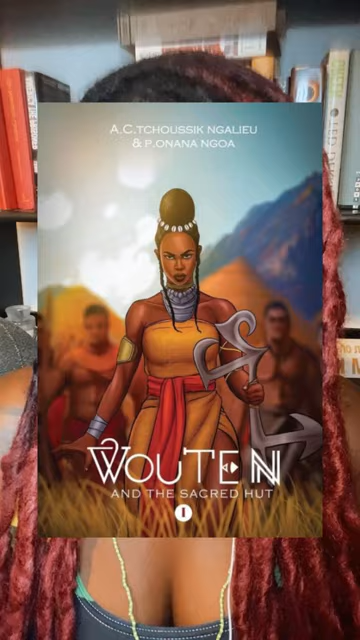 A.C.TCHOUSSIK NGALIEU
& P.ONANA NGOA
WOUTEN
AND THE SACRED HUT
1